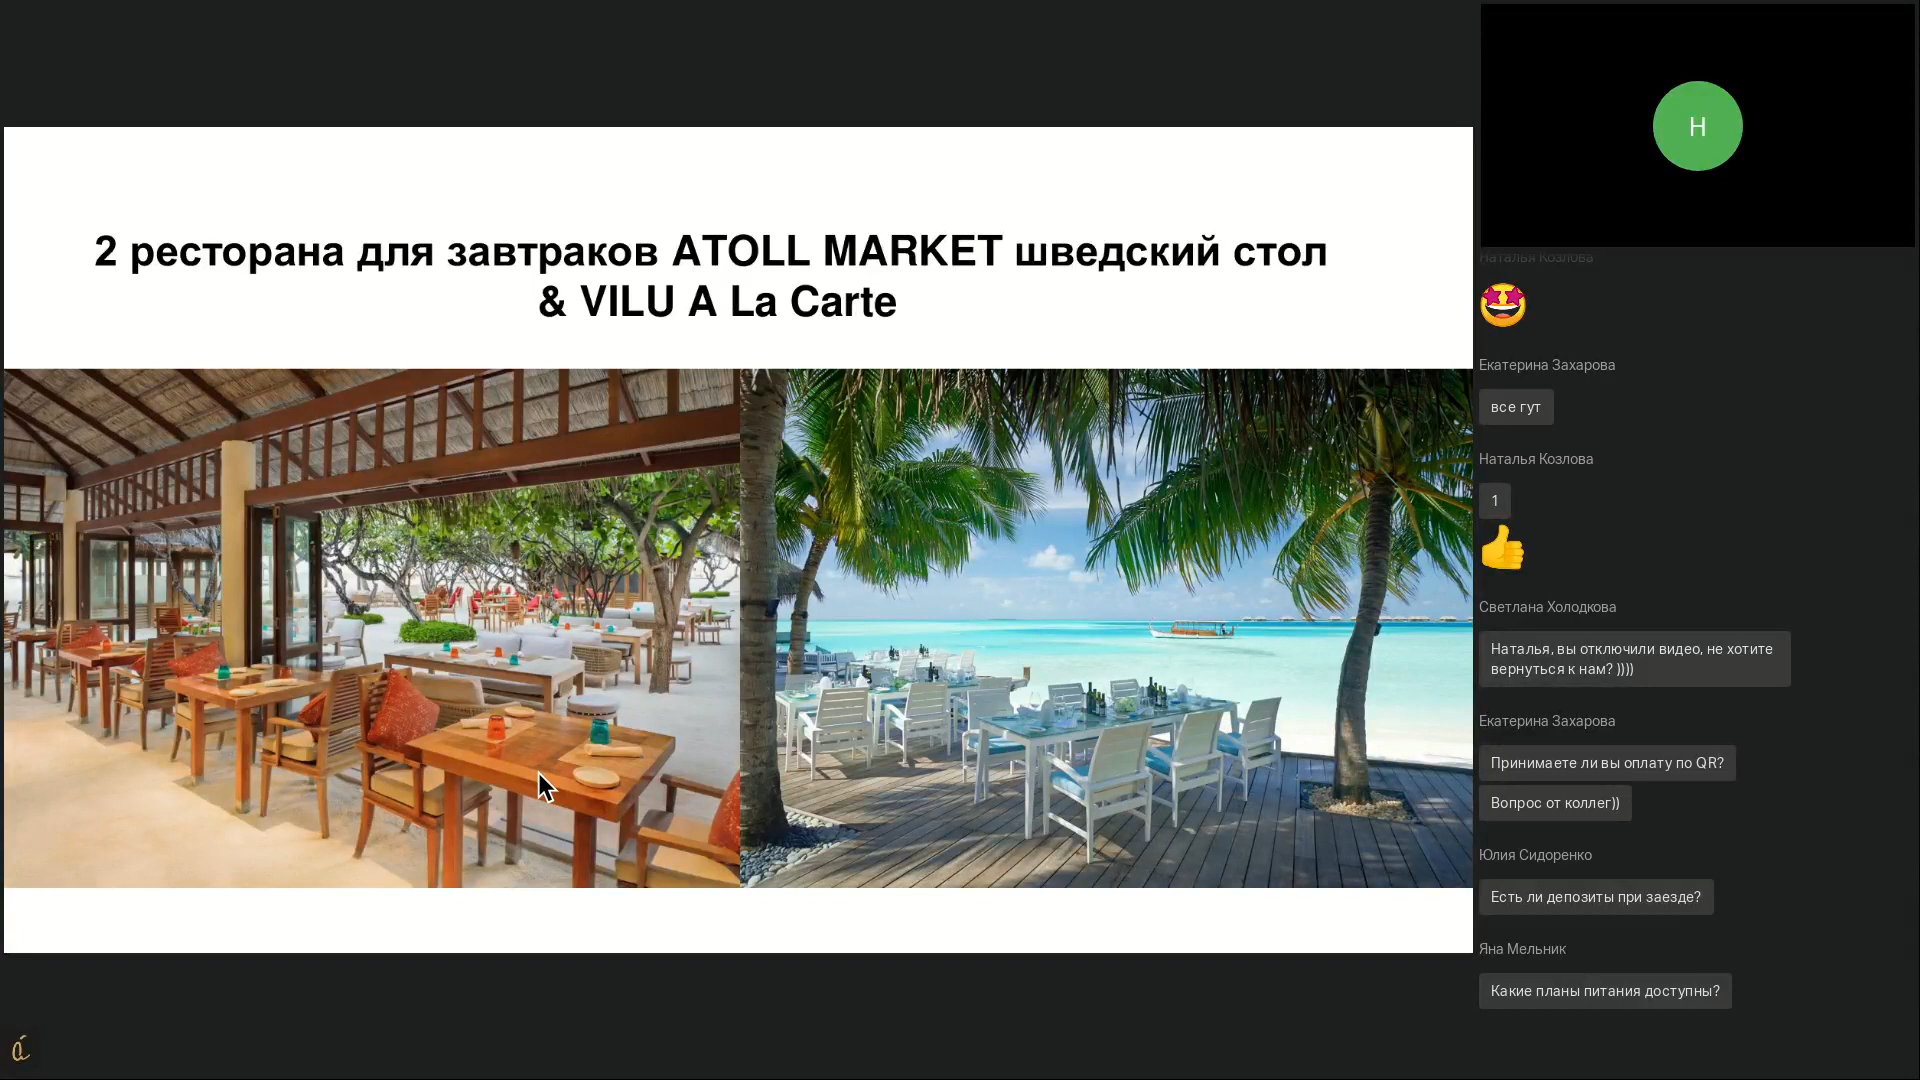 2 ресторана для завтраков ATOLL MARKET шведский стол
& VILU A La Carte
H
Наталья Козлова
Екатерина Захарова
все гут
Наталья Козлова
1
Светлана Холодкова
Наталья, вы отключили видео, не хотите
вернуться к нам? ))))
Екатерина Захарова
Принимаете ли вы оплату по QR?
Вопрос от коллег))
Юлия Сидоренко
Есть ли депозиты при заезде?
Яна Мельник
Какие планы питания доступны?
á